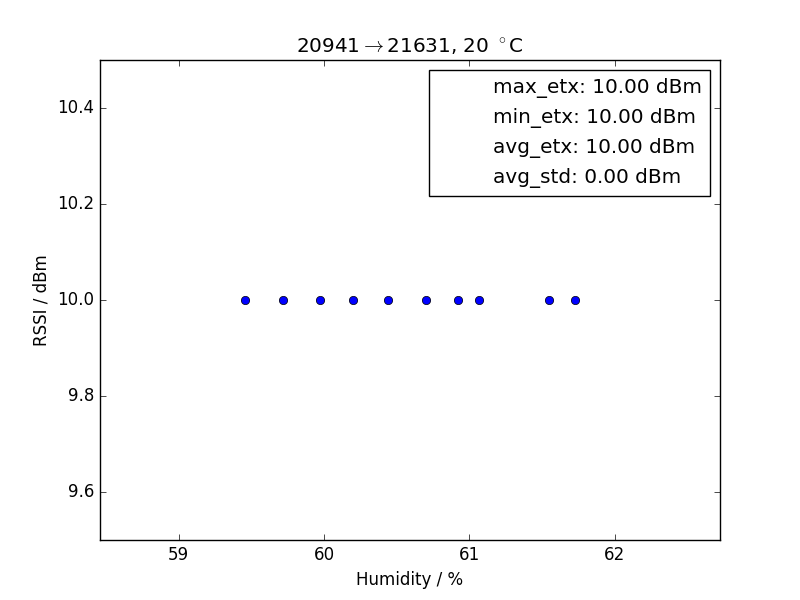 20941→21631, 20 °C
max_etx: 10.00 dBm
min_etx: 10.00 dBm
avg_etx: 10.00 dBm
avg_std: 0.00 dBm
10.4
10.2
10.0
9.8
9.6
RSSI / dBm
59 60 61 62
Humidity / %